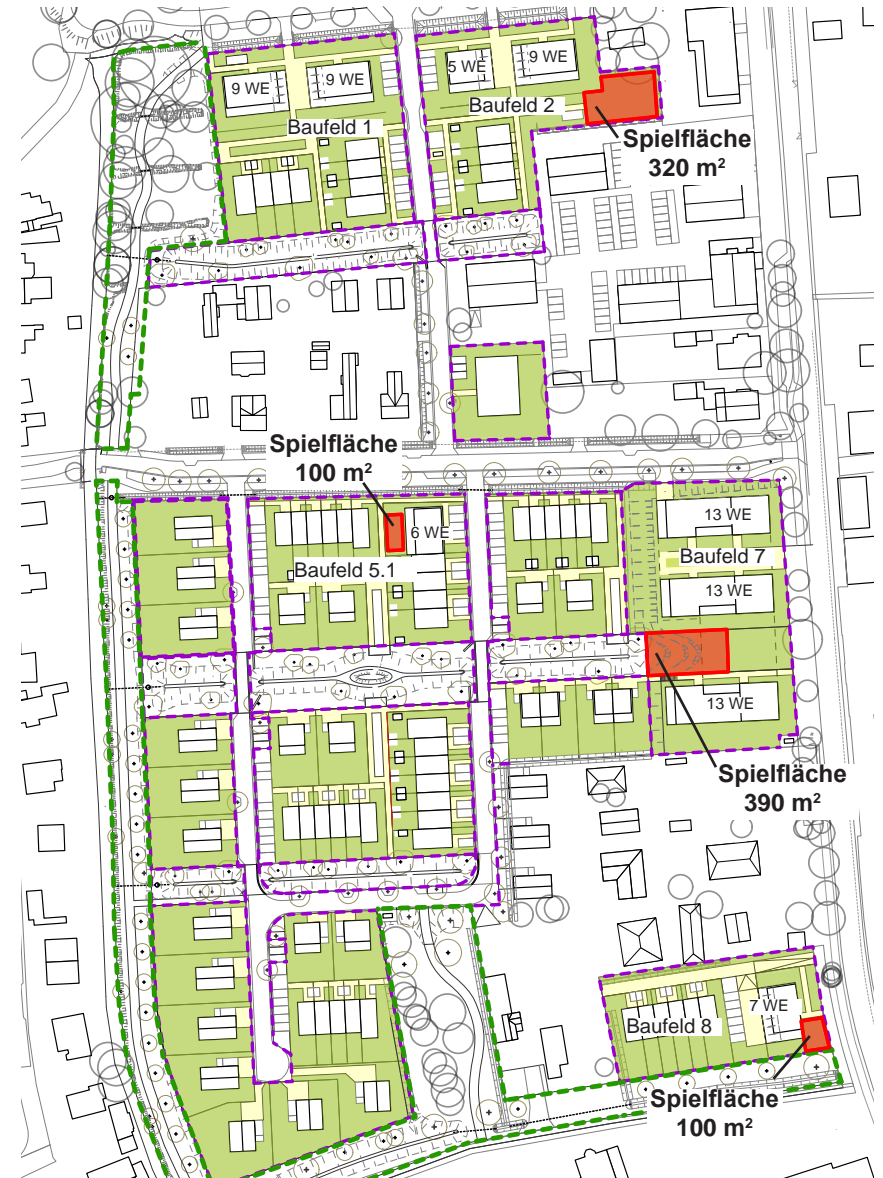 5 WE
9 WE
9 WE
9 WE
Baufeld 2
Baufeld 1
Spielfläche
320 m²
Spielfläche
100 m²
13 WE
6 WE
Baufeld 7
Baufeld 5.1
13 WE
13 WE
Spielfläche
390 m²
7 WE
Baufeld 8
Spielfläche
100 m²